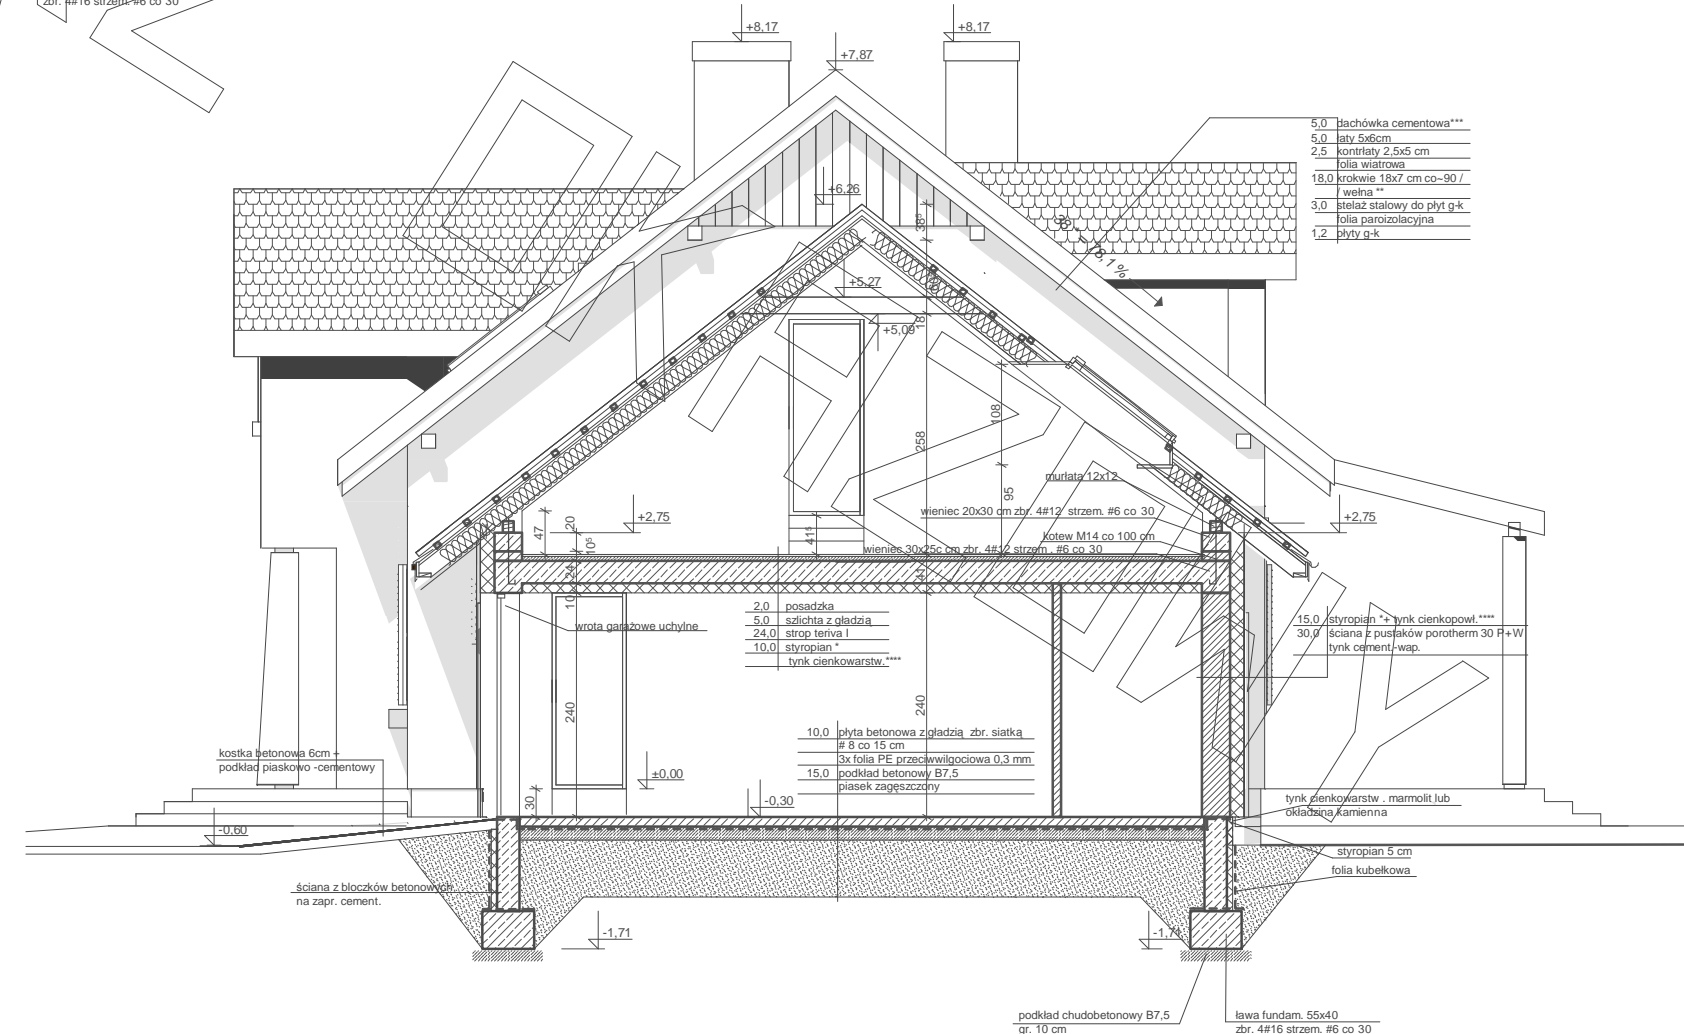 zbr. 4#16 strzem. #6 co 30
+8,17
+8,17
+7,87
5,0 dachówka cementowa***
5,0 łaty 5x6cm
2,5 kontrłaty 2,5x5 cm
folia wiatrowa
18,0 krokwie 18x7 cm co~90 /
/ wełna **
3,0 stelaż stalowy do płyt g-k
folia paroizolacyjna
1,2 płyty g-k
+6,26
38⁵
38 ° = 78,1 %
+5,27
18
+5,09
108
258
95
murłata 12x12
wieniec 20x30 cm zbr. 4#12 strzem. #6 co 30
kotew M14 co 100 cm
wieniec 30x25c cm zbr. 4#12 strzem . #6 co 30
+2,75
+2,75
47
20
10⁵
41⁵
24
10
41
wrota garażowe uchylne
2,0 posadzka
5,0 szlichta z gładzią
24,0 strop teriva I
10,0 styropian *
tynk cienkowarstw.****
15,0 styropian *+ tynk cienkopowł.****
30,0 ściana z pustaków porotherm 30 P+W
tynk cement.-wap.
240
240
10,0 płyta betonowa z gładzią zbr. siatką
# 8 co 15 cm
3x folia PE przeciwwilgociowa 0,3 mm
15,0 podkład betonowy B7,5
piasek zagęszczony
kostka betonowa 6cm +
podkład piaskowo -cementowy
±0,00
30
-0,30
-0,60
tynk cienkowarstw . marmolit lub
okładzina kamienna
styropian 5 cm
folia kubełkowa
ściana z bloczków betonowych
na zapr. cement.
-1,71
-1,71
podkład chudobetonowy B7,5
gr. 10 cm
ława fundam. 55x40
zbr. 4#16 strzem. #6 co 30